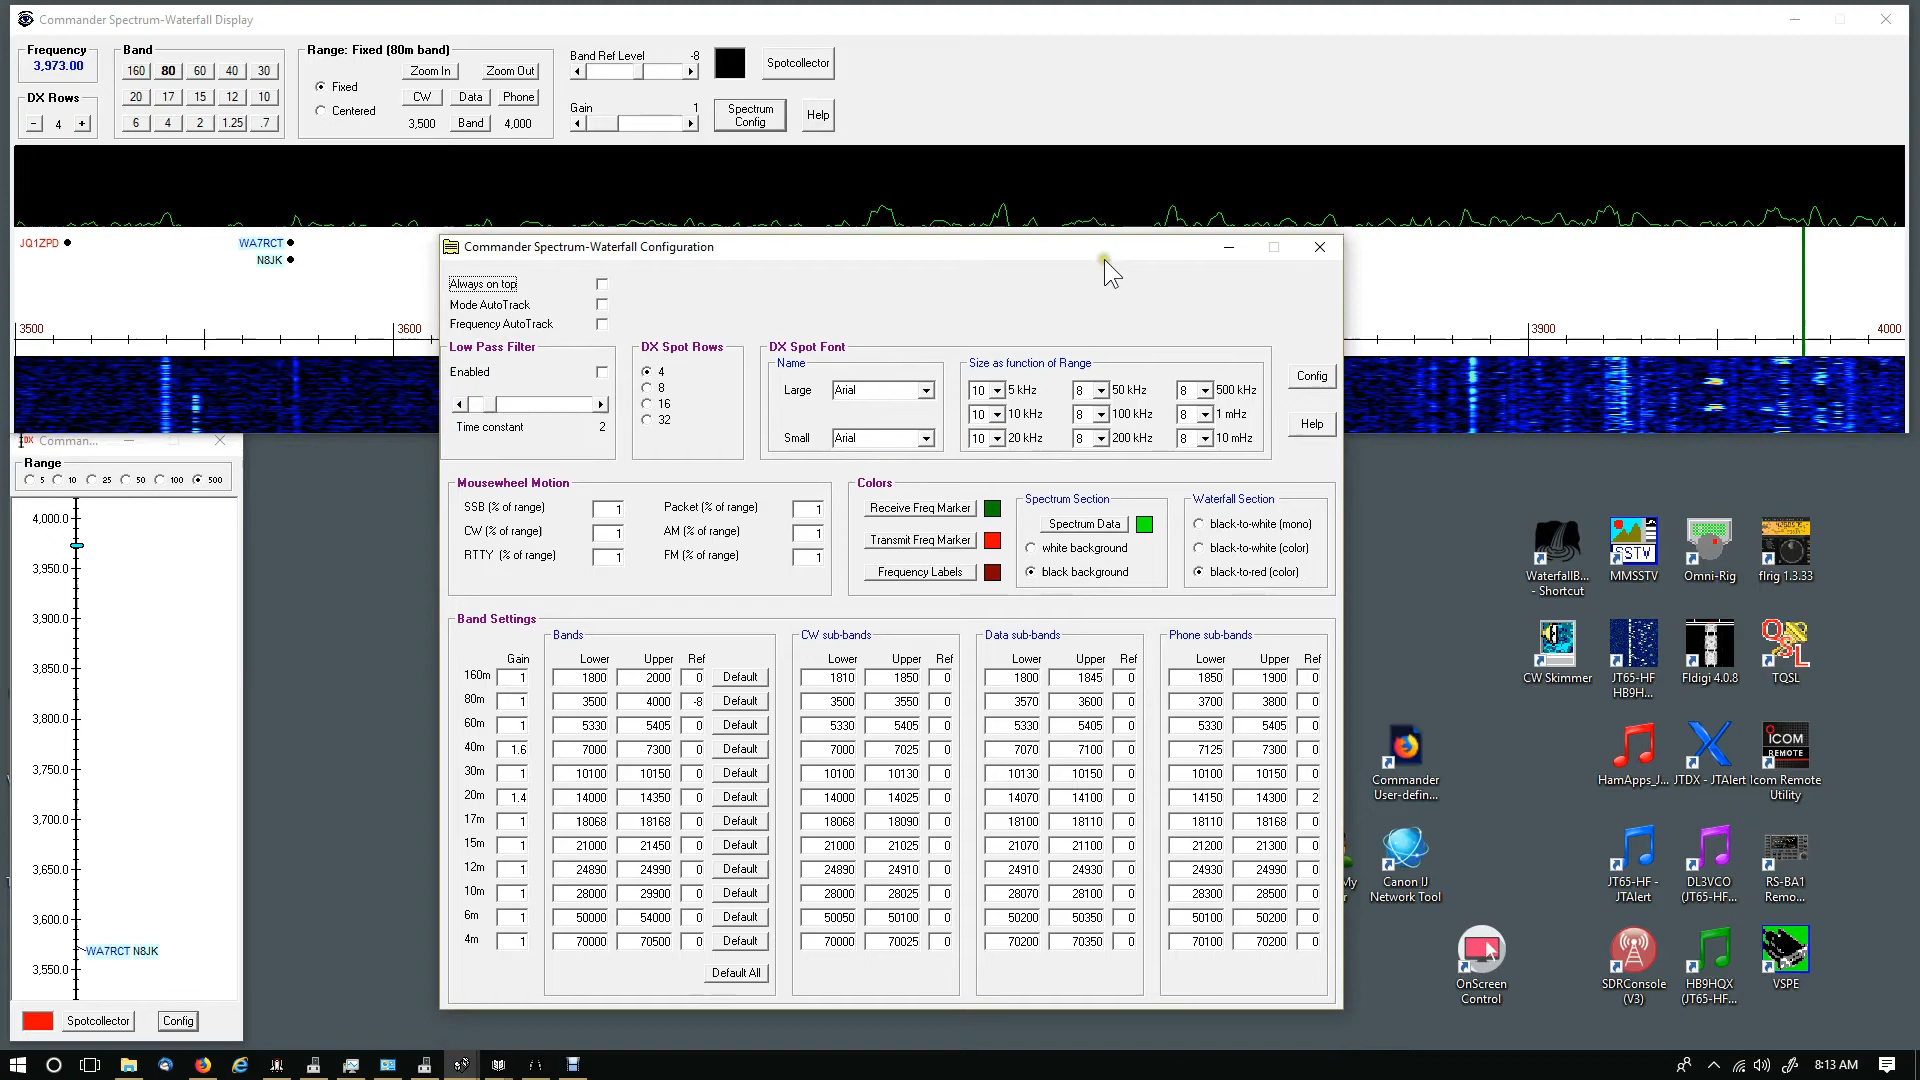 Commander Spectrum-Waterfall Display
Frequency
3,973.00
DX Rows
- 4 +
Band
160 80 60 40 30
20 17 15 12 10
6 4 2 1.25 .7
Range: Fixed (80m band)
Fixed
Centered
Zoom In Zoom Out
CW Data Phone
3,500 Band 4,000
Band Ref Level -8
Gain 1
Spotcollector
Spectrum Config
Help
JQ1ZPD
WA7RCT
N8JK
3500 3600 3900 4000
Commander Spectrum-Waterfall Configuration
Always on top
Mode AutoTrack
Frequency AutoTrack
Low Pass Filter
Enabled
Time constant 2
DX Spot Rows
4
8
16
32
DX Spot Font
Name
Large Arial
Small Arial
Size as function of Range
10 5 kHz 8 50 kHz 8 500 kHz
10 10 kHz 8 100 kHz 8 1 mHz
10 20 kHz 8 200 kHz 8 10 mHz
Config
Help
Mousewheel Motion
SSB (% of range) 1 Packet (% of range) 1
CW (% of range) 1 AM (% of range) 1
RTTY (% of range) 1 FM (% of range) 1
Colors
Receive Freq Marker
Transmit Freq Marker
Frequency Labels
Spectrum Section
Spectrum Data
white background
black background
Waterfall Section
black-to-white (mono)
black-to-white (color)
black-to-red (color)
Band Settings
Bands CW sub-bands Data sub-bands Phone sub-bands
Gain Lower Upper Ref Lower Upper Ref Lower Upper Ref Lower Upper Ref
160m 1 1800 2000 0 Default 1810 1850 0 1800 1845 0 1850 1900 0
80m 1 3500 4000 -8 Default 3500 3550 0 3570 3600 0 3700 3800 0
60m 1 5330 5405 0 Default 5330 5405 0 5330 5405 0 5330 5405 0
40m 1.6 7000 7300 0 Default 7000 7025 0 7070 7100 0 7125 7300 0
30m 1 10100 10150 0 Default 10100 10130 0 10130 10150 0 10100 10150 0
20m 1.4 14000 14350 0 Default 14000 14025 0 14070 14100 0 14150 14300 2
17m 1 18068 18168 0 Default 18068 18090 0 18100 18110 0 18110 18168 0
15m 1 21000 21450 0 Default 21000 21025 0 21070 21100 0 21200 21300 0
12m 1 24890 24990 0 Default 24890 24910 0 24910 24930 0 24930 24990 0
10m 1 28000 29900 0 Default 28000 28025 0 28070 28100 0 28300 28500 0
6m 1 50000 54000 0 Default 50050 50100 0 50200 50350 0 50100 50200 0
4m 1 70000 70500 0 Default 70000 70025 0 70200 70350 0 70100 70200 0
Default All
DX Comman...
Range
5 10 25 50 100 500
4,000.0
3,950.0
3,900.0
3,850.0
3,800.0
3,750.0
3,700.0
3,650.0
3,600.0
WA7RCT N8JK
3,550.0
Spotcollector Config
WaterfallB... - Shortcut
MMSSTV
SSTV
Omni-Rig
flrig 1.3.33
CW Skimmer
JT65-HF HB9H...
Fldigi 4.0.8
QSL
TQSL
Commander User-defin...
HamApps_J...
JTDX - JTAlert
ICOM REMOTE
Icom Remote Utility
My
Canon IJ Network Tool
JT65-HF - JTAlert
DL3VCO (JT65-HF...
RS-BA1 Remo...
OnScreen Control
SDRConsole (V3)
HB9HQX (JT65-HF...
VSPE
8:13 AM